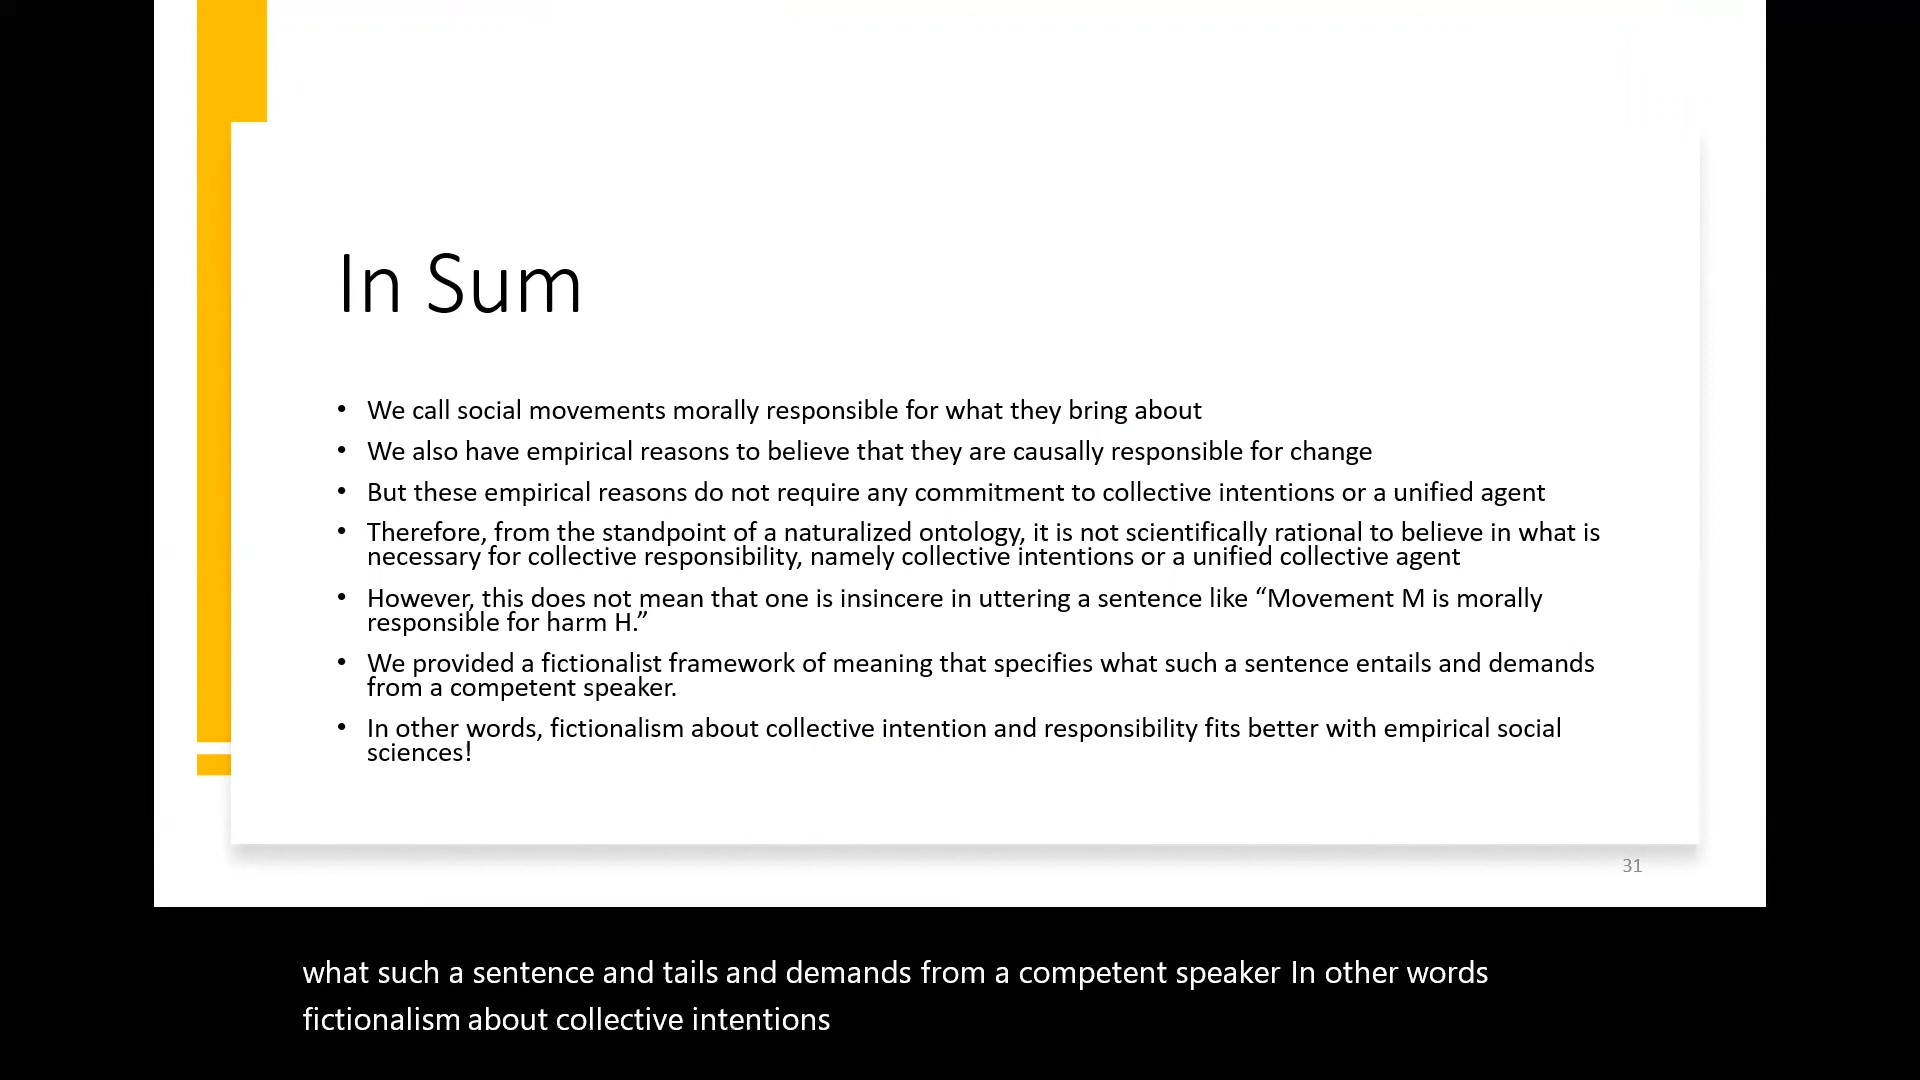 In Sum
• We call social movements morally responsible for what they bring about
• We also have empirical reasons to believe that they are causally responsible for change
• But these empirical reasons do not require any commitment to collective intentions or a unified agent
• Therefore, from the standpoint of a naturalized ontology, it is not scientifically rational to believe in what is
necessary for collective responsibility, namely collective intentions or a unified collective agent
• However, this does not mean that one is insincere in uttering a sentence like “Movement M is morally
responsible for harm H.”
• We provided a fictionalist framework of meaning that specifies what such a sentence entails and demands
from a competent speaker.
• In other words, fictionalism about collective intention and responsibility fits better with empirical social
sciences!
31
what such a sentence and tails and demands from a competent speaker In other words
fictionalism about collective intentions